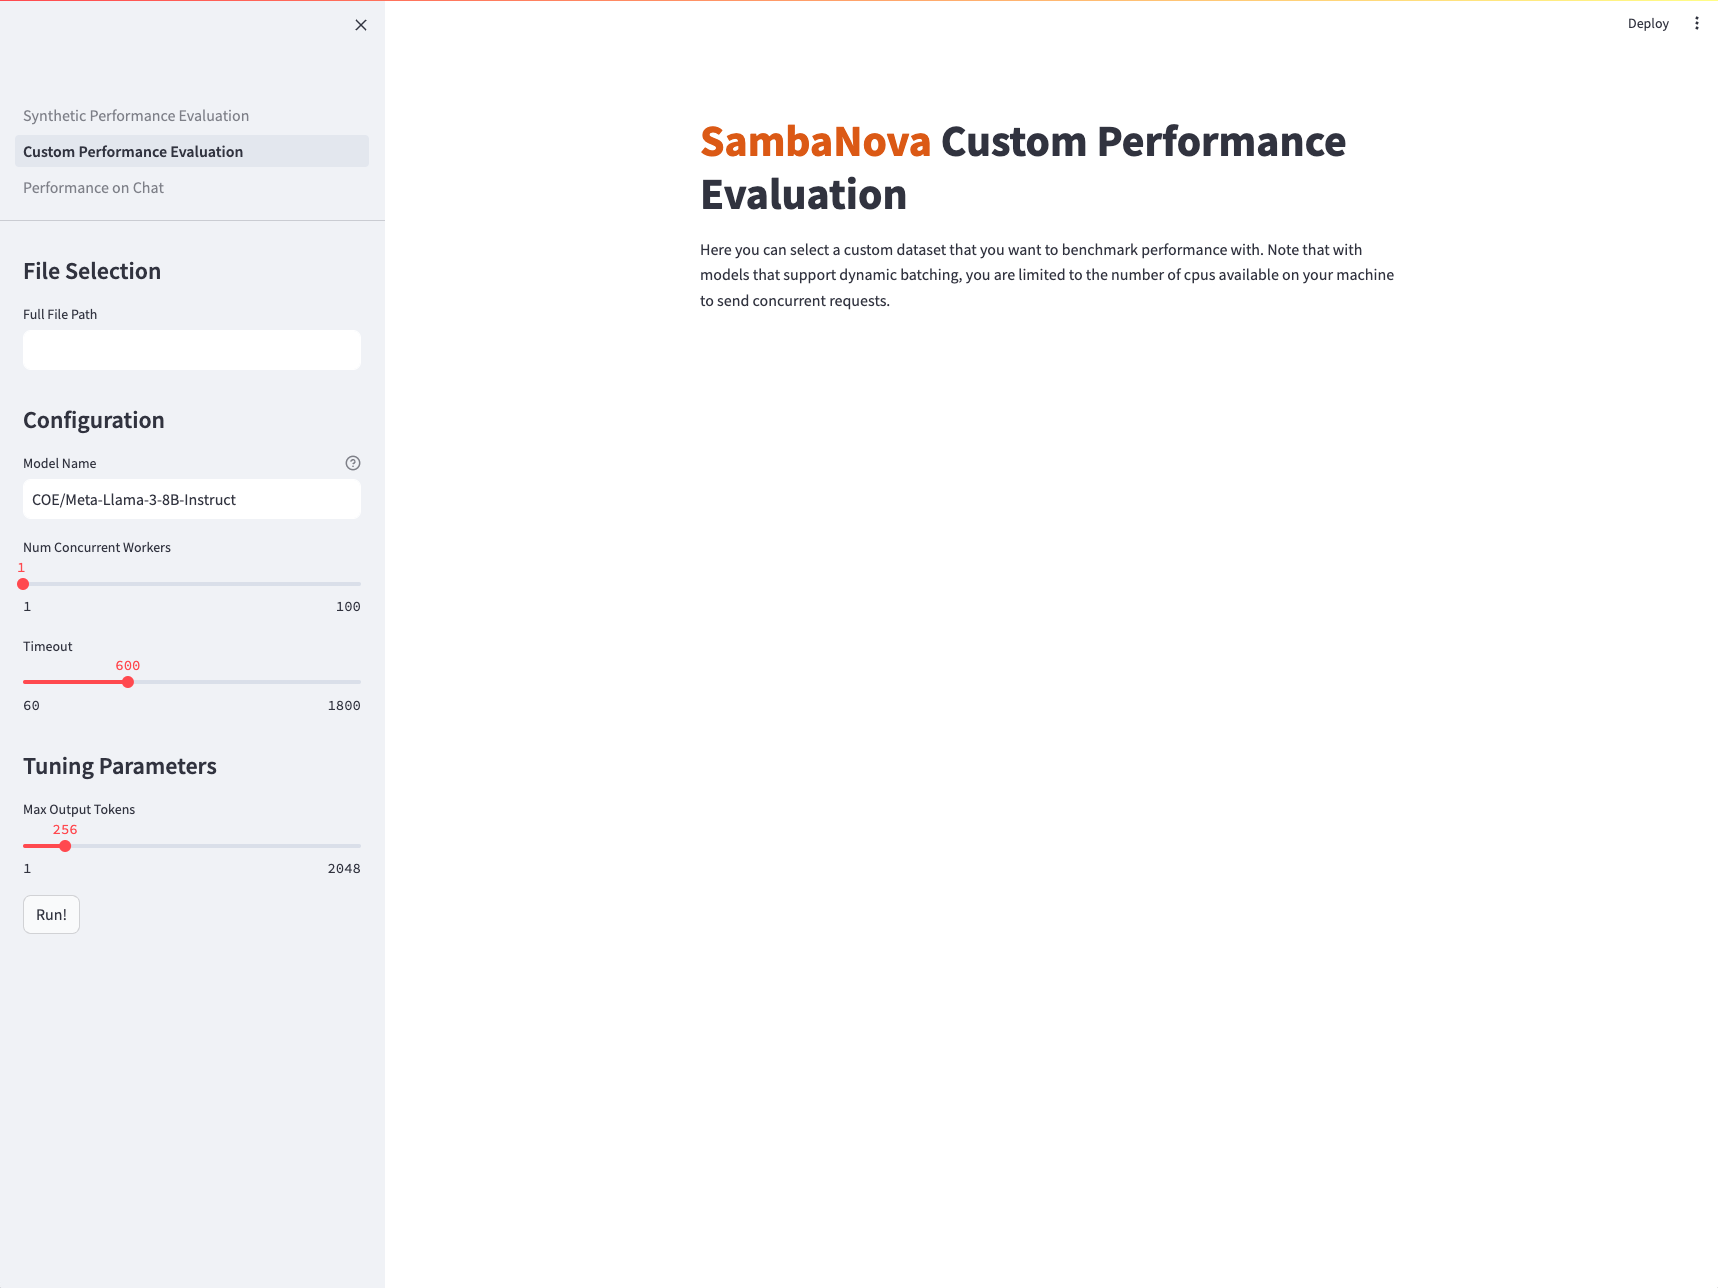 Deploy
Synthetic Performance Evaluation
Custom Performance Evaluation
Performance on Chat
File Selection
Full File Path
Configuration
Model Name
COE/Meta-Llama-3-8B-Instruct
Num Concurrent Workers
1
1 100
Timeout
600
60 1800
Tuning Parameters
Max Output Tokens
256
1 2048
Run!
SambaNova Custom Performance
Evaluation
Here you can select a custom dataset that you want to benchmark performance with. Note that with
models that support dynamic batching, you are limited to the number of cpus available on your machine
to send concurrent requests.